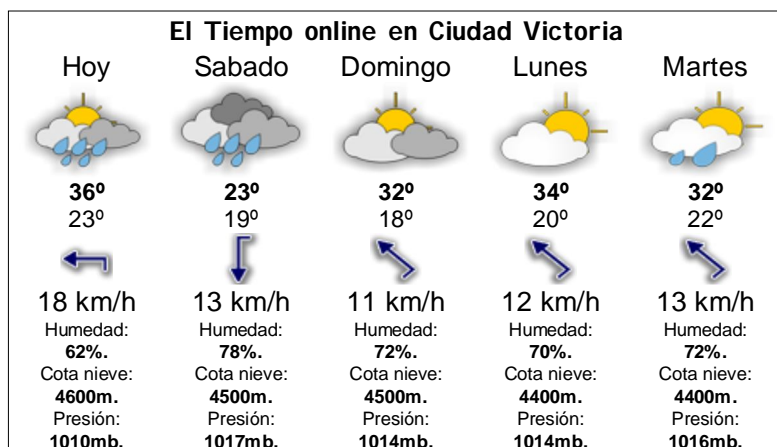 El Tiempo online en Ciudad Victoria
Hoy Sabado Domingo Lunes Martes
36º 23º 32º 34º 32º
23º 19º 18º 20º 22º
18 km/h 13 km/h 11 km/h 12 km/h 13 km/h
Humedad: Humedad: Humedad: Humedad: Humedad:
62%. 78%. 72%. 70%. 72%.
Cota nieve: Cota nieve: Cota nieve: Cota nieve: Cota nieve:
4600m. 4500m. 4500m. 4400m. 4400m.
Presión: Presión: Presión: Presión: Presión:
1010mb. 1017mb. 1014mb. 1014mb. 1016mb.